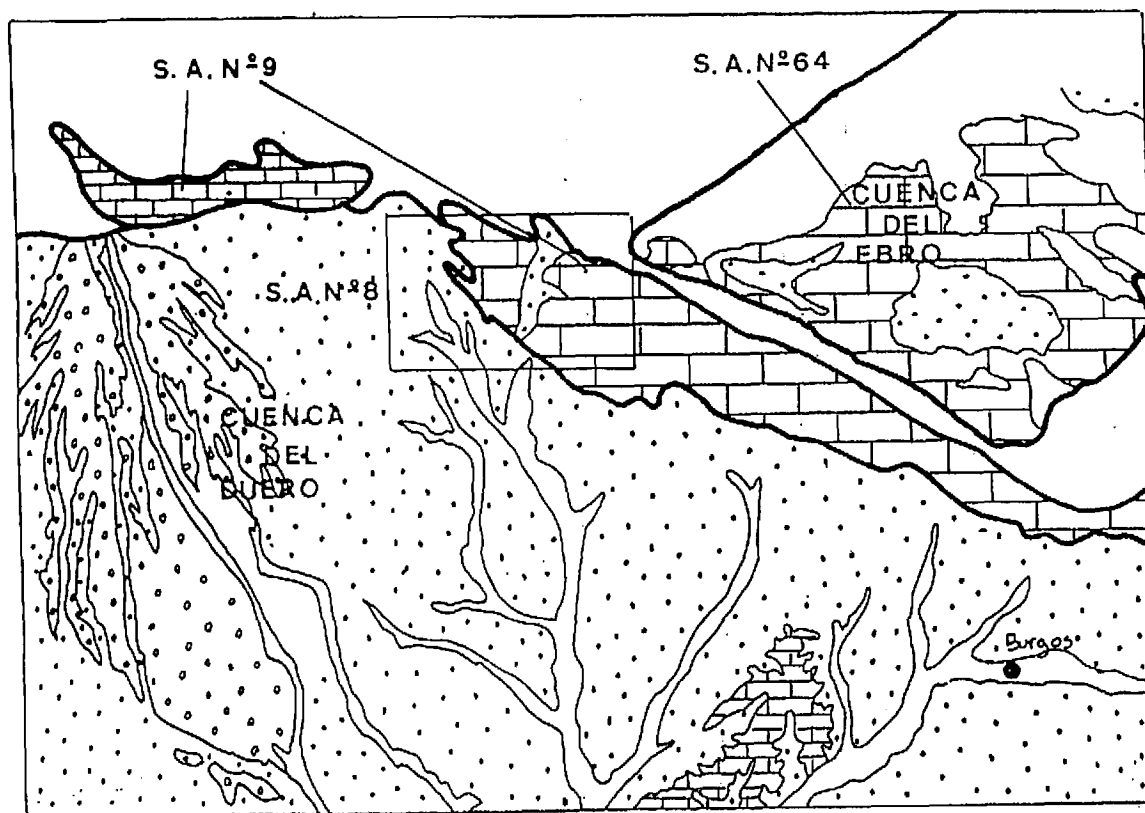 S. A. Nº9
S. A. Nº64
CUENCA
DEL
EBRO
S. A. Nº8
CUENCA
DEL
DUERO
Burgos